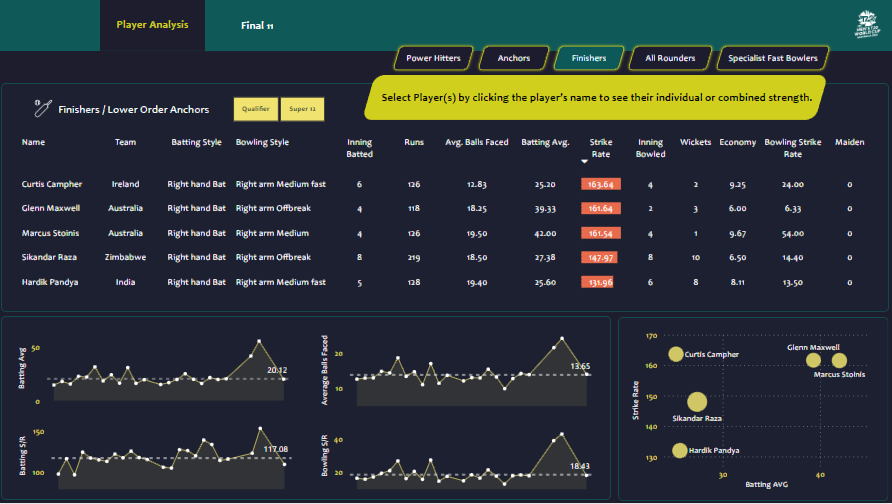 Player Analysis
Final 11
Power Hitters
Anchors
Finishers
All Rounders
Specialist Fast Bowlers
Select Player(s) by clicking the player's name to see their individual or combined strength.
Finishers / Lower Order Anchors
Qualifier
Super 12
Name Team Batting Style Bowling Style Inning Batted Runs Avg. Balls Faced Batting Avg. Strike Rate Inning Bowled Wickets Economy Bowling Strike Rate Maiden
Curtis Campher Ireland Right hand Bat Right arm Medium fast 6 126 12.83 25.20 163.64 4 2 9.25 24.00 0
Glenn Maxwell Australia Right hand Bat Right arm Offbreak 4 118 18.25 39.33 161.64 2 3 6.00 6.33 0
Marcus Stoinis Australia Right hand Bat Right arm Medium 4 126 19.50 42.00 161.54 4 1 9.67 54.00 0
Sikandar Raza Zimbabwe Right hand Bat Right arm Offbreak 8 219 18.50 27.38 147.97 8 10 6.50 14.40 0
Hardik Pandya India Right hand Bat Right arm Medium fast 5 128 19.40 25.60 131.96 6 8 8.11 13.50 0
Batting Avg
50
0
20.12
Average Balls Faced
20
10
13.65
Batting S/R
150
100
117.08
Bowling S/R
40
20
18.43
Strike Rate
170
160
150
140
130
Curtis Campher
Glenn Maxwell
Marcus Stoinis
Sikandar Raza
Hardik Pandya
30
40
Batting AVG